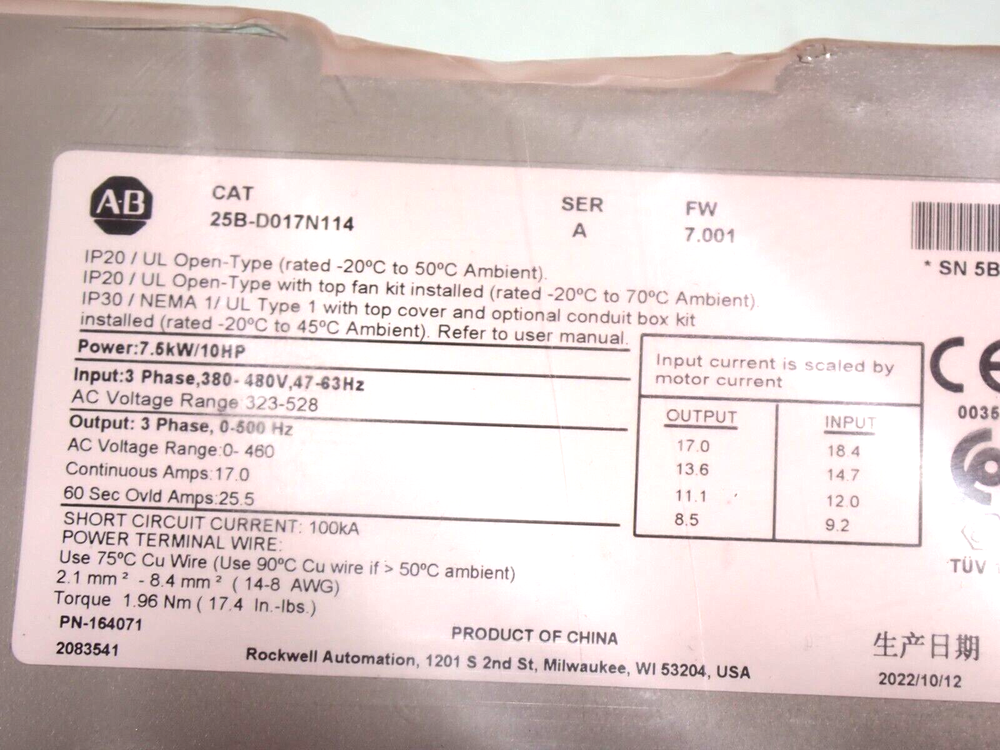 A-B
CAT
25B-D017N114
SER
A
FW
7.001
* SN 5B
IP20 / UL Open-Type (rated -20ºC to 50ºC Ambient).
IP20 / UL Open-Type with top fan kit installed (rated -20ºC to 70ºC Ambient)
IP30 / NEMA 1/ UL Type 1 with top cover and optional conduit box kit
installed (rated -20ºC to 45ºC Ambient). Refer to user manual.
Power:7.5kW/10HP
Input:3 Phase,380- 480V,47-63Hz
AC Voltage Range 323-528
Output: 3 Phase, 0-500 Hz
AC Voltage Range:0- 460
Continuous Amps:17.0
60 Sec Ovld Amps:25.5
Input current is scaled by
motor current
OUTPUT INPUT
17.0 18.4
13.6 14.7
11.1 12.0
8.5 9.2
CE
0036
TÜV
SHORT CIRCUIT CURRENT: 100kA
POWER TERMINAL WIRE:
Use 75ºC Cu Wire (Use 90ºC Cu wire if > 50ºC ambient)
2.1 mm ² - 8.4 mm ² ( 14-8 AWG)
Torque 1.96 Nm ( 17.4 In.-lbs.)
PN-164071
2083541
PRODUCT OF CHINA
Rockwell Automation, 1201 S 2nd St, Milwaukee, WI 53204, USA
生产日期
2022/10/12